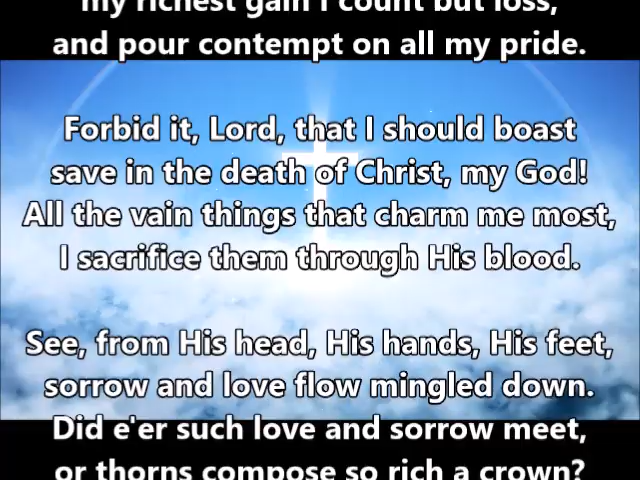 my richest gain I count but loss,
and pour contempt on all my pride.
Forbid it, Lord, that I should boast
save in the death of Christ, my God!
All the vain things that charm me most,
I sacrifice them through His blood.
See, from His head, His hands, His feet,
sorrow and love flow mingled down.
Did e'er such love and sorrow meet,
or thorns compose so rich a crown?